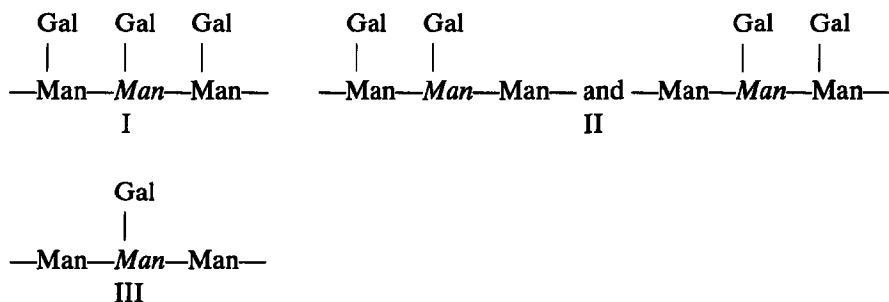 Gal Gal Gal Gal Gal Gal Gal
—Man—Man—Man— —Man—Man—Man— and —Man—Man—Man—
I II
Gal
—Man—Man—Man—
III